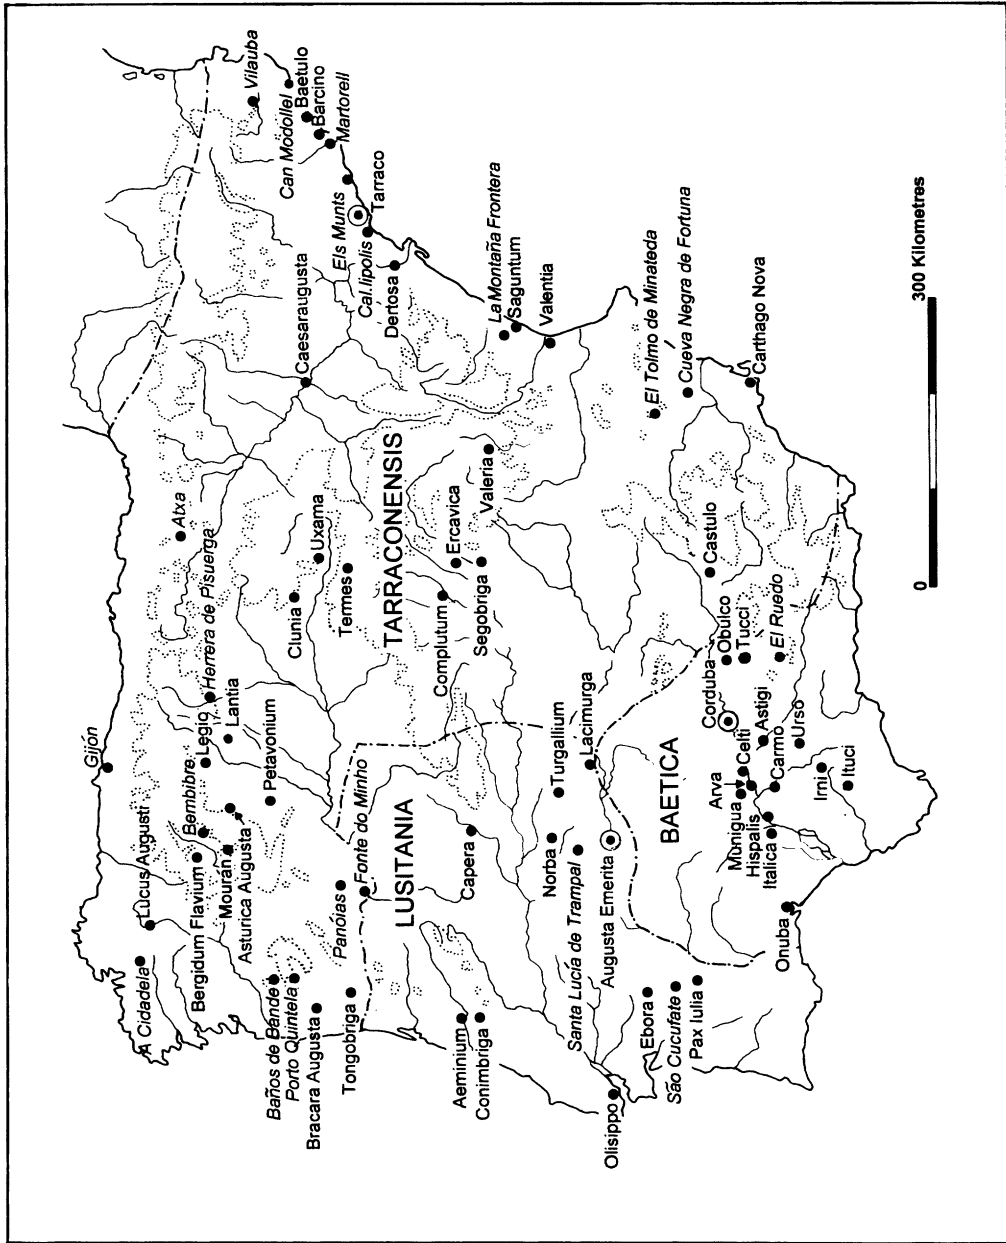 Gijón
A Cidadela
Lucus Augusti
Bergidum Flavium
Bembibre
Mourán
Asturica Augusta
Legio
Herrera de Pisuerga
Lantia
Petavonium
Atxa
Baños de Bande
Porto Quintela
Bracara Augusta
Tongobriga
Panóias
Fonte do Minho
Clunia
Uxama
Termes
Caesaraugusta
Vilauba
Can Modollel
Baetulo
Barcino
Martorell
Els Munts
Tarraco
Cal.lipolis
Dertosa
TARRACONENSIS
Complutum
Ercavica
Segobriga
Valeria
La Montaña Frontera
Saguntum
Valentia
LUSITANIA
Aeminium
Conimbriga
Capera
Norba
Turgallium
Lacimurga
Santa Lucía de Trampal
Augusta Emerita
Olisippo
Ebora
São Cucufate
Pax Iulia
BAETICA
El Tolmo de Minateda
Cueva Negra de Fortuna
Carthago Nova
Castulo
Obulco
Tucci
El Ruedo
Corduba
Celti
Arva
Munigua
Hispalis
Italica
Carmo
Astigi
Urso
Irni
Ituci
Onuba
0
300 Kilometres